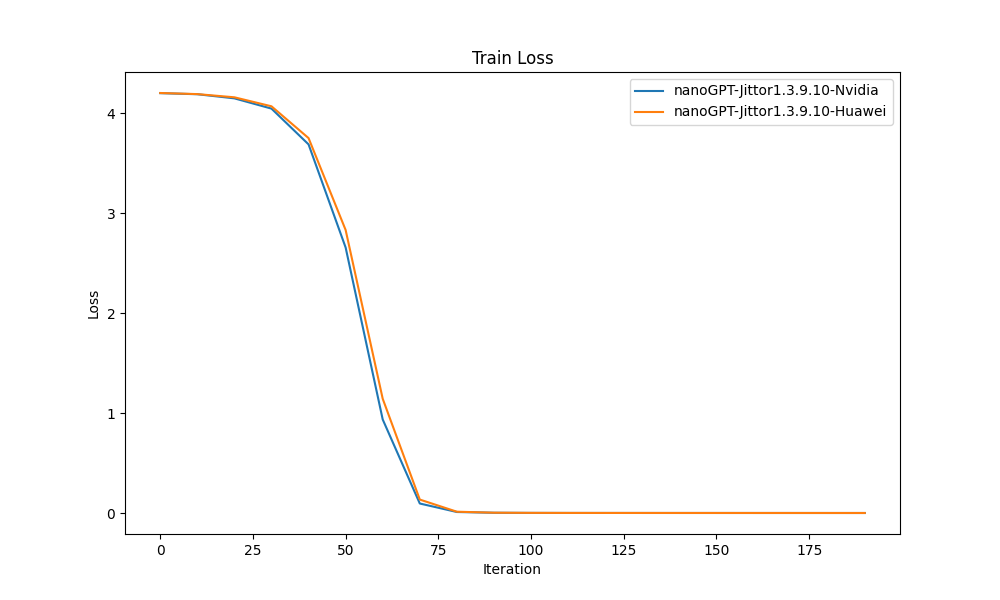 Train Loss
nanoGPT-Jittor1.3.9.10-Nvidia
nanoGPT-Jittor1.3.9.10-Huawei
4
3
2
1
0
Loss
0 25 50 75 100 125 150 175
Iteration